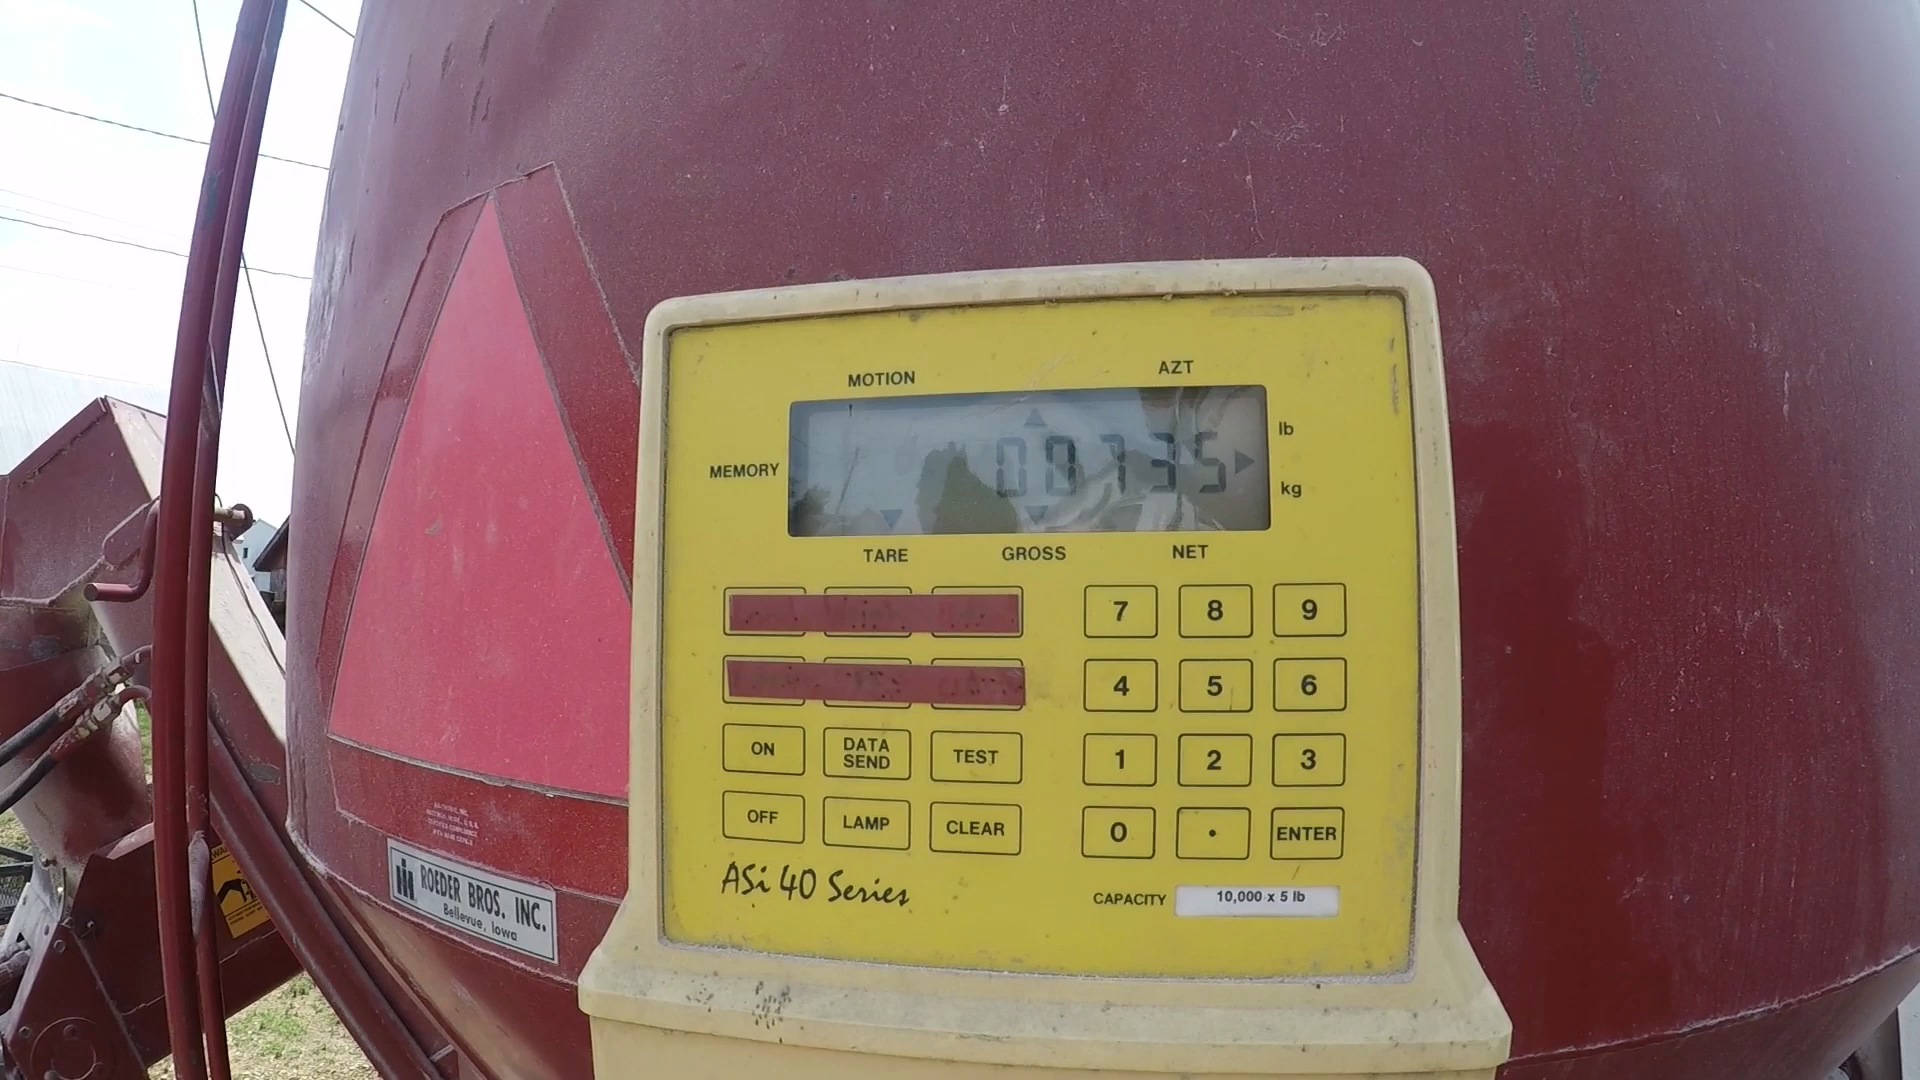 MOTION
AZT
lb
00735
MEMORY
kg
TARE
GROSS
NET
7
8
9
4
5
6
ON
DATA
SEND
TEST
1
2
3
OFF
LAMP
CLEAR
0
.
ENTER
ASi 40 Series
CAPACITY
10,000 x 5 lb
ROEDER BROS. INC.
Bellevue, Iowa